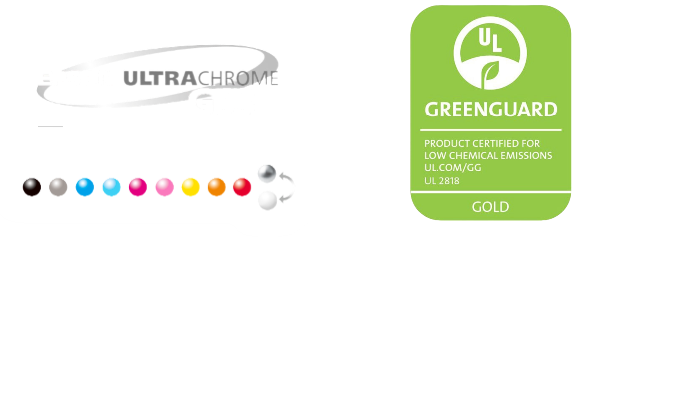 ULTRACHROME
UL
GREENGUARD
PRODUCT CERTIFIED FOR
LOW CHEMICAL EMISSIONS
UL.COM/GG
UL 2818
GOLD